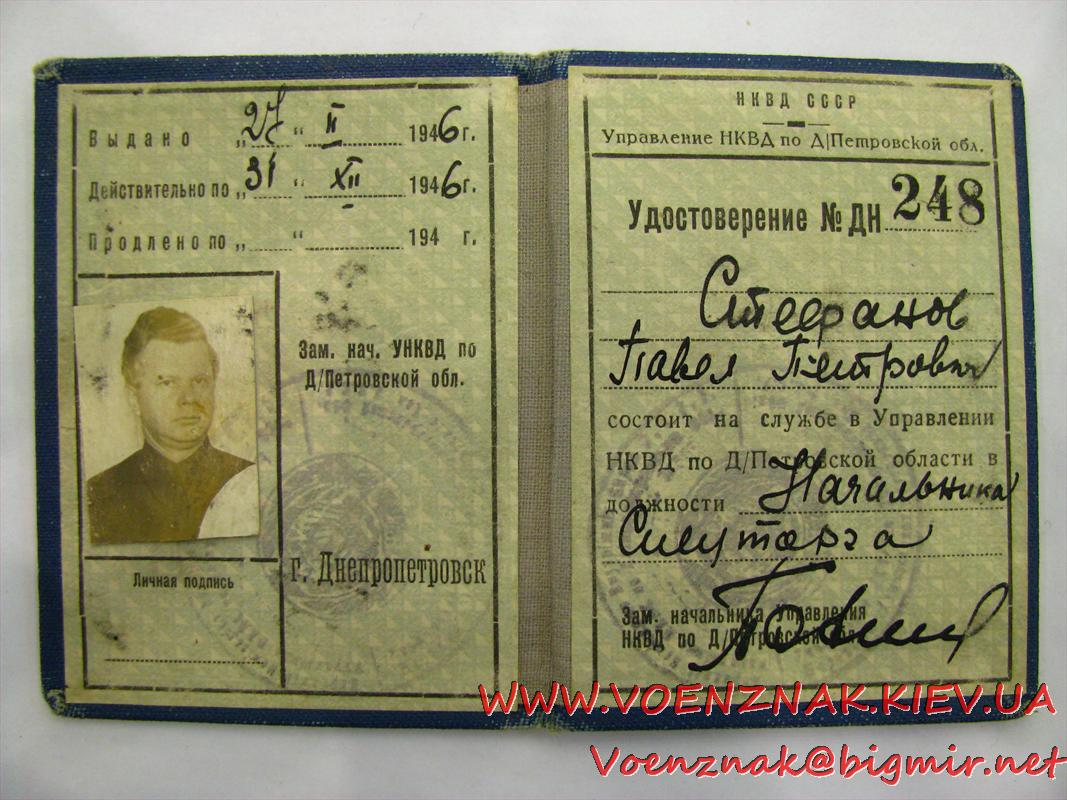 Выдано „27“ II 1946 г.
Действительно по „31“ XII 1946 г.
Продлено по „ “ 194 г.
Зам. нач. УНКВД по
Д/Петровской обл.
г. Днепропетровск
Личная подпись
НКВД СССР
Управление НКВД по Д/Петровской обл.
Удостоверение № ДН 248
Стефанов
Павел Петрович
состоит на службе в Управлении
НКВД по Д/Петровской области в
должности Начальника
Зам. начальника Управления
НКВД по Д/Петровской обл.
WWW.VOENZNAK.KIEV.UA
Voenznak@bigmir.net